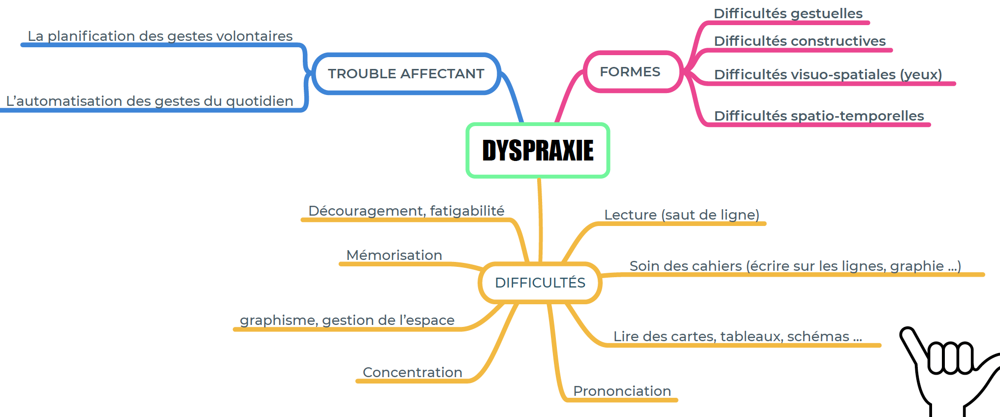 La planification des gestes volontaires
TROUBLE AFFECTANT
L’automatisation des gestes du quotidien
FORMES
Difficultés gestuelles
Difficultés constructives
Difficultés visuo-spatiales (yeux)
Difficultés spatio-temporelles
DYSPRAXIE
Découragement, fatigabilité
Mémorisation
graphisme, gestion de l’espace
Concentration
DIFFICULTÉS
Lecture (saut de ligne)
Soin des cahiers (écrire sur les lignes, graphie ...)
Lire des cartes, tableaux, schémas ...
Prononciation